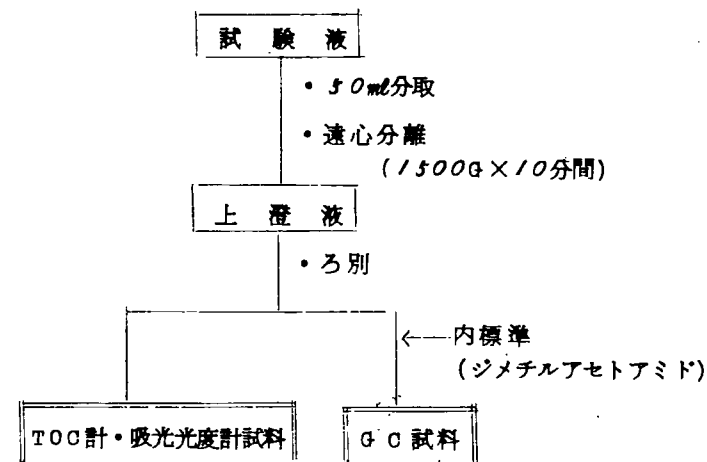 試験液
・50ml分取
・遠心分離
(1500G×10分間)
上澄液
・ろ別
内標準
(ジメチルアセトアミド)
TOC計・吸光光度計試料
GC試料